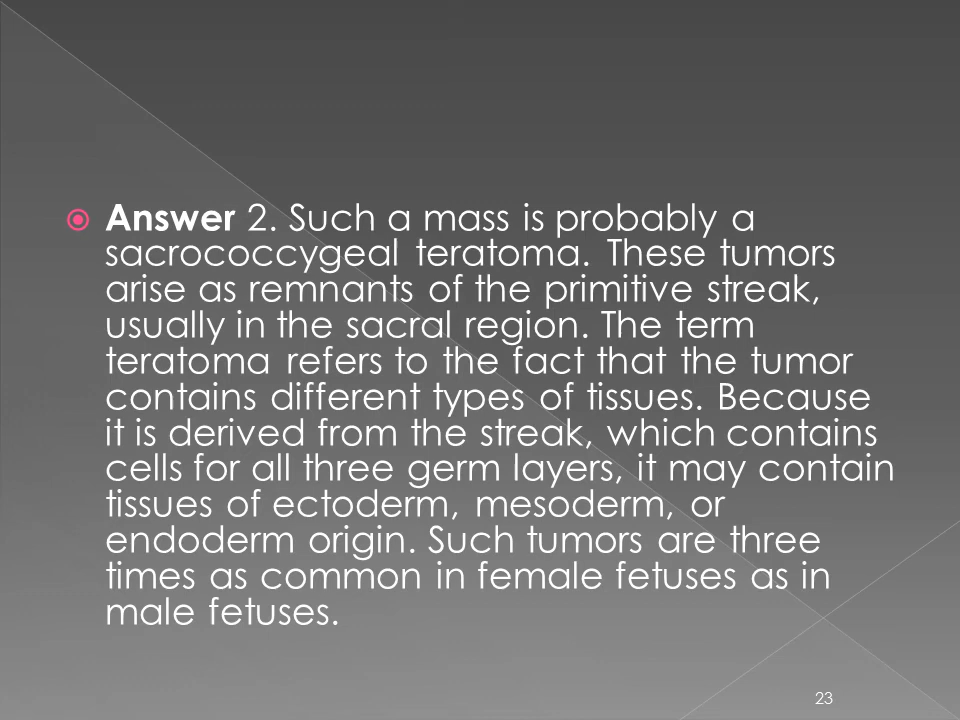 Answer 2. Such a mass is probably a
sacrococcygeal teratoma. These tumors
arise as remnants of the primitive streak,
usually in the sacral region. The term
teratoma refers to the fact that the tumor
contains different types of tissues. Because
it is derived from the streak, which contains
cells for all three germ layers, it may contain
tissues of ectoderm, mesoderm, or
endoderm origin. Such tumors are three
times as common in female fetuses as in
male fetuses.
23